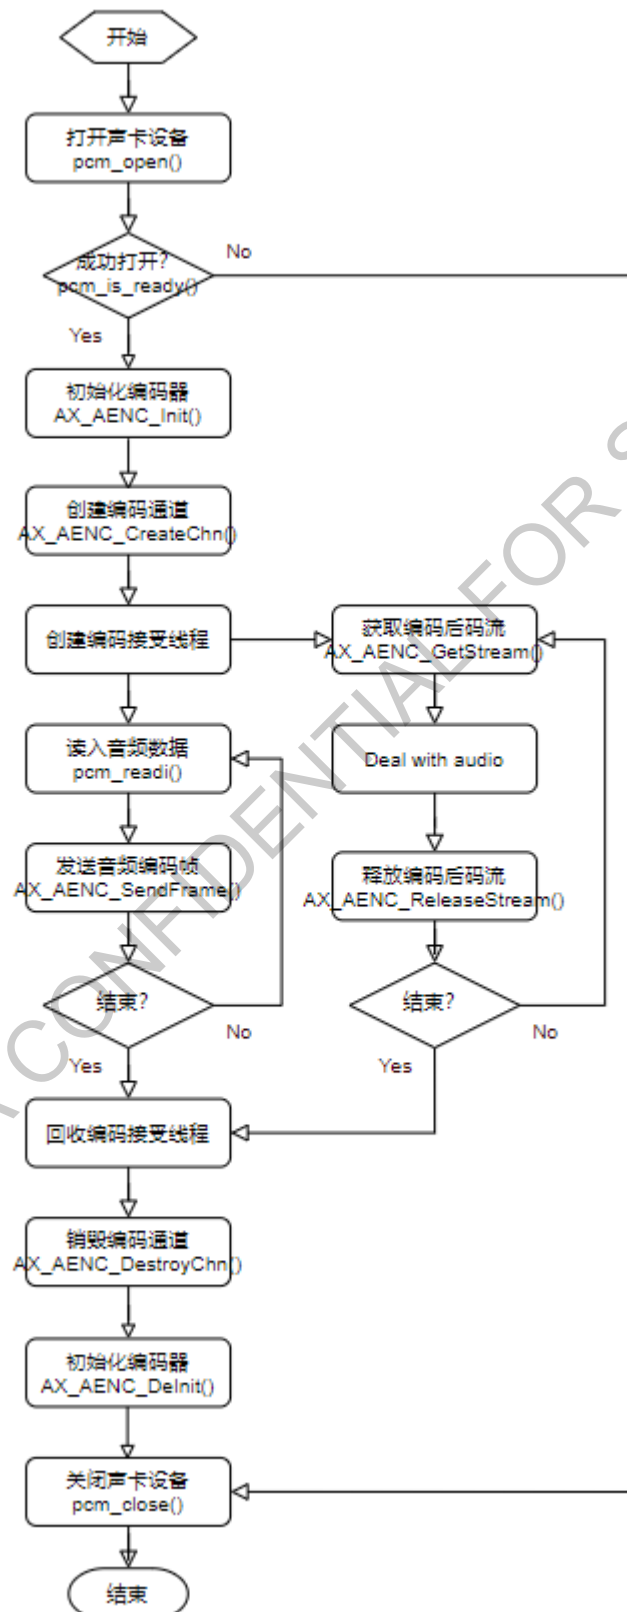 开始
打开声卡设备
pcm_open()
成功打开?
pcm_is_ready()
No
Yes
初始化编码器
AX_AENC_Init()
创建编码通道
AX_AENC_CreateChn()
创建编码接受线程
获取编码后码流
AX_AENC_GetStream()
读入音频数据
pcm_readi()
Deal with audio
发送音频编码帧
AX_AENC_SendFrame()
释放编码后码流
AX_AENC_ReleaseStream()
结束?
No
Yes
结束?
No
Yes
回收编码接受线程
销毁编码通道
AX_AENC_DestroyChn()
初始化编码器
AX_AENC_DeInit()
关闭声卡设备
pcm_close()
结束
CONFIDENTIAL FOR